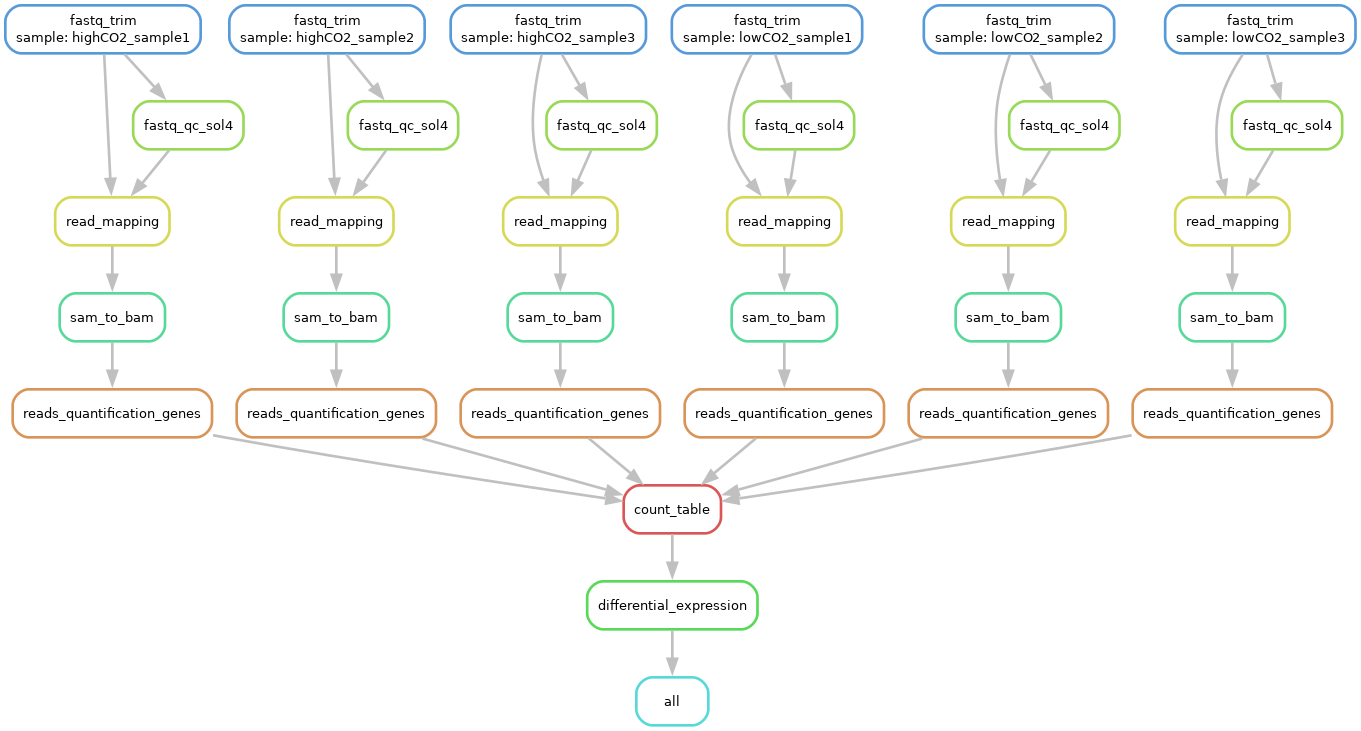 fastq_trim
sample: highCO2_sample1
fastq_trim
sample: highCO2_sample2
fastq_trim
sample: highCO2_sample3
fastq_trim
sample: lowCO2_sample1
fastq_trim
sample: lowCO2_sample2
fastq_trim
sample: lowCO2_sample3
fastq_qc_sol4
fastq_qc_sol4
fastq_qc_sol4
fastq_qc_sol4
fastq_qc_sol4
fastq_qc_sol4
read_mapping
read_mapping
read_mapping
read_mapping
read_mapping
read_mapping
sam_to_bam
sam_to_bam
sam_to_bam
sam_to_bam
sam_to_bam
sam_to_bam
reads_quantification_genes
reads_quantification_genes
reads_quantification_genes
reads_quantification_genes
reads_quantification_genes
reads_quantification_genes
count_table
differential_expression
all